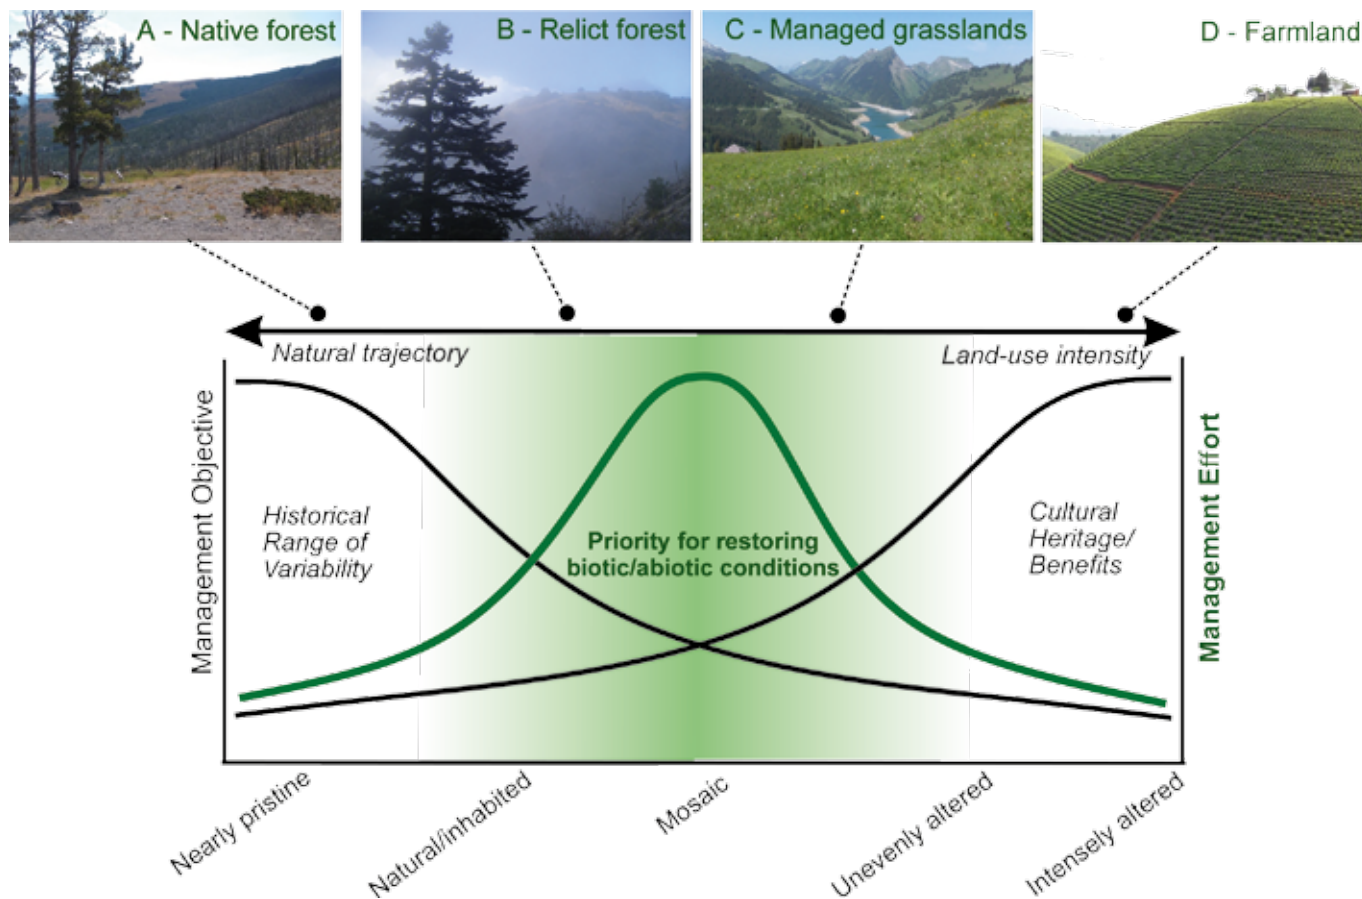 A - Native forest
B - Relict forest
C - Managed grasslands
D - Farmland
Natural trajectory
Land-use intensity
Management Objective
Management Effort
Historical
Range of
Variability
Priority for restoring
biotic/abiotic conditions
Cultural
Heritage/
Benefits
Nearly pristine
Natural/inhabited
Mosaic
Unevenly altered
Intensely altered